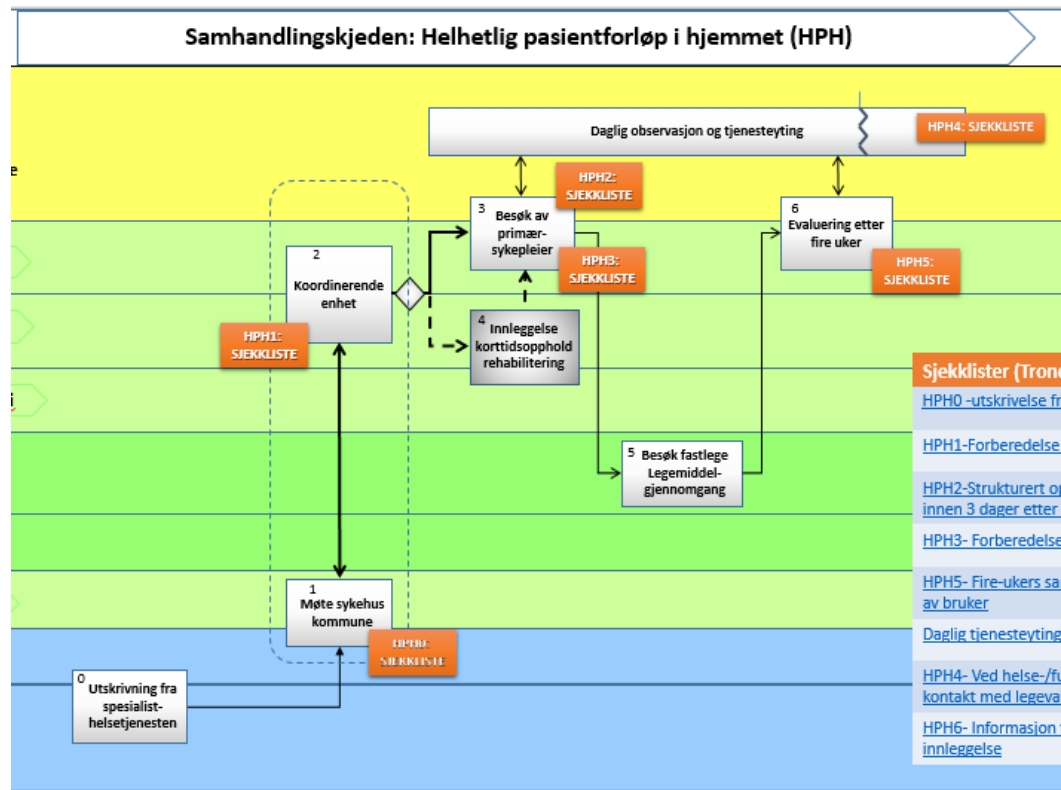 Samhandlingskjeden: Helhetlig pasientforløp i hjemmet (HPH)
Daglig observasjon og tjenesteyting
HPH4: SJEKKLISTE
e
HPH2:
SJEKKLISTE
3
Besøk av
primær-
sykepleier
6
Evaluering etter
fire uker
HPH3:
SJEKKLISTE
HPH5:
SJEKKLISTE
2
Koordinerende
enhet
HPH1:
SJEKKLISTE
4
Innleggelse
korttidsopphold
rehabilitering
i
5 Besøk fastlege
Legemiddel-
gjennomgang
1
Møte sykehus
kommune
HPH0:
SJEKKLISTE
0
Utskrivning fra
spesialist-
helsetjenesten
Sjekklister (Trond
HPH0 -utskrivelse fr
HPH1-Forberedelse
HPH2-Strukturert op
innen 3 dager etter
HPH3- Forberedelse
HPH5- Fire-ukers sa
av bruker
Daglig tjenesteyting
HPH4- Ved helse-/fu
kontakt med legeva
HPH6- Informasjon
innleggelse